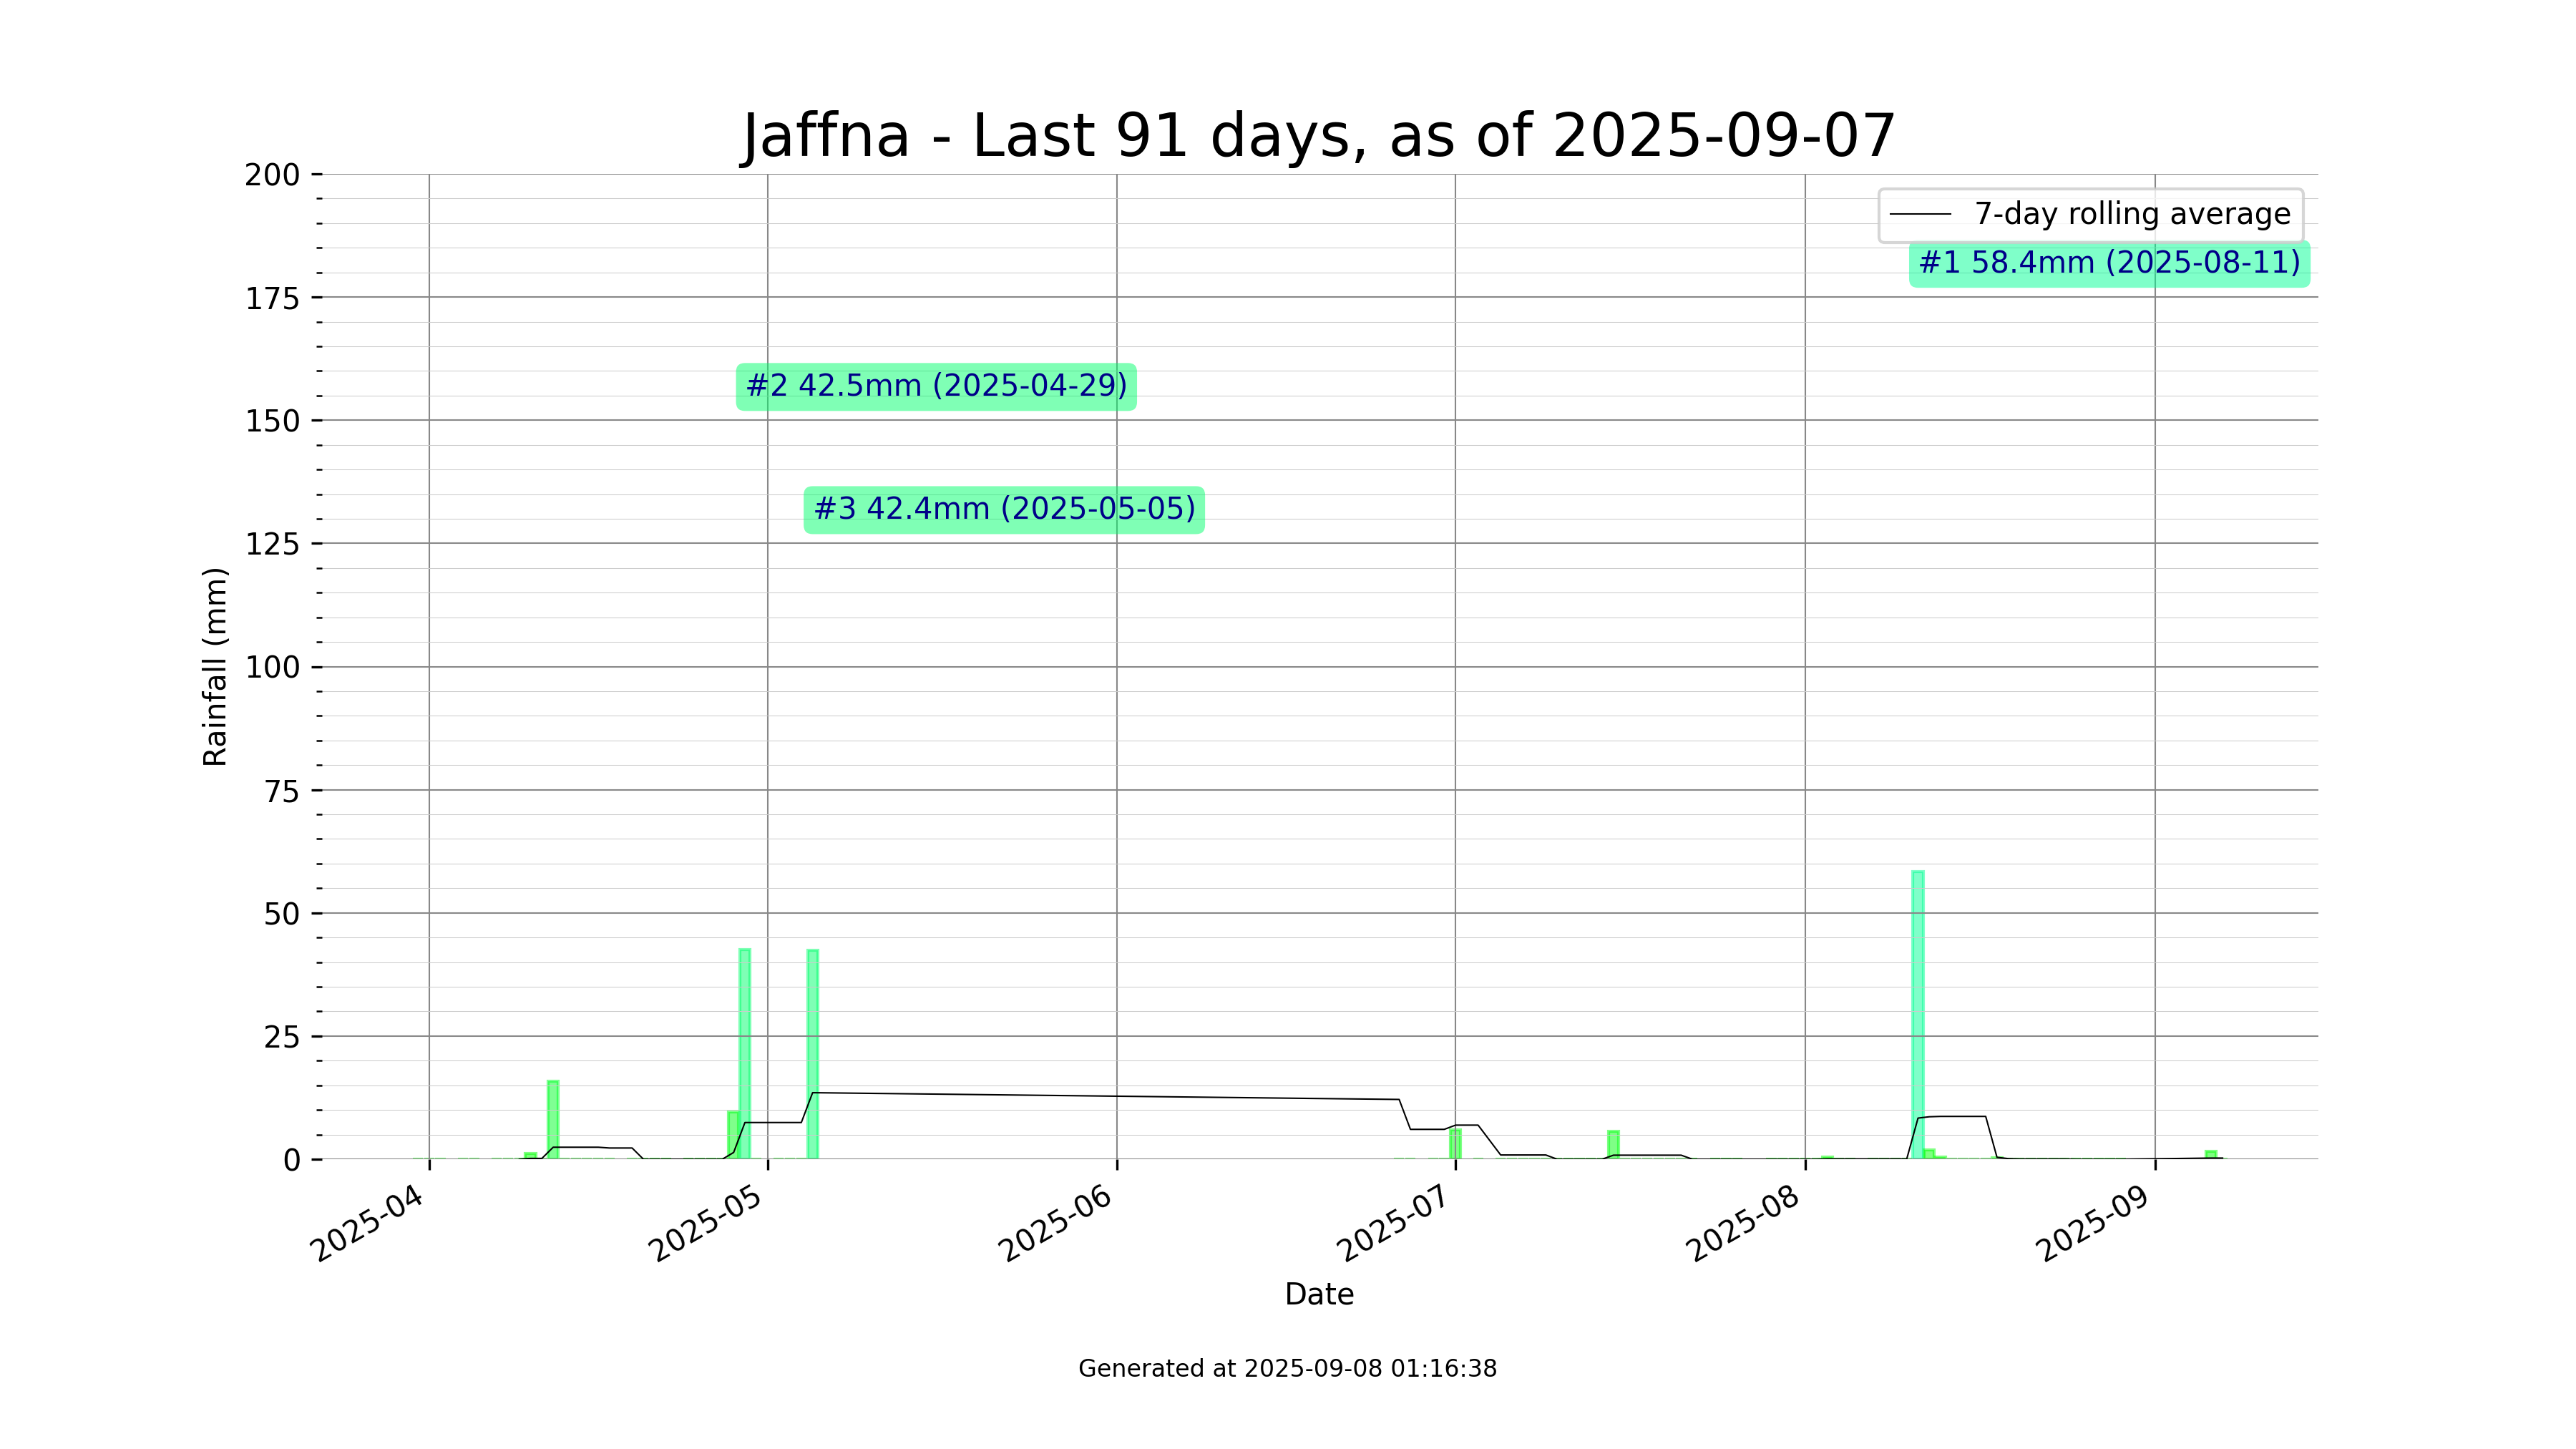 Jaffna - Last 91 days, as of 2025-09-07
200
175
150
125
100
75
50
25
0
Rainfall (mm)
7-day rolling average
#1 58.4mm (2025-08-11)
#2 42.5mm (2025-04-29)
#3 42.4mm (2025-05-05)
2025-04
2025-05
2025-06
2025-07
2025-08
2025-09
Date
Generated at 2025-09-08 01:16:38